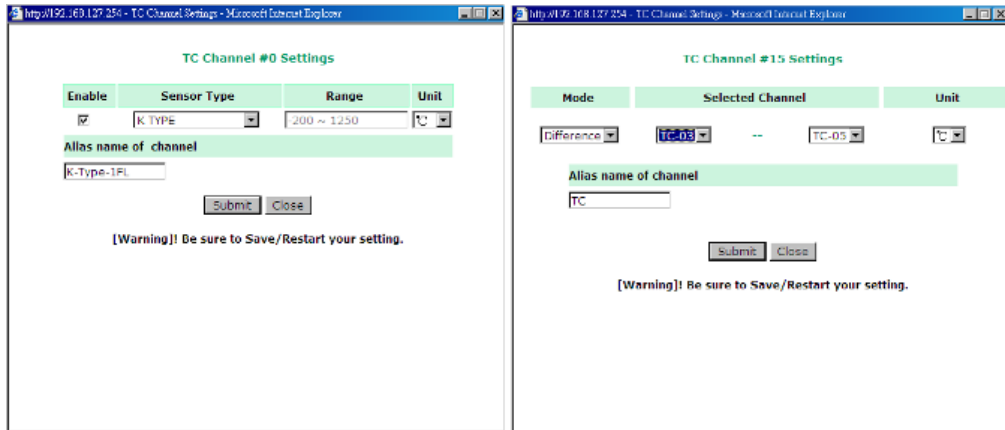 http://192.168.127.254 - TC Channel Settings - Microsoft Internet Explorer
TC Channel #0 Settings
Enable Sensor Type Range Unit
K TYPE -200 ~ 1250 ℃
Alias name of channel
K-Type-1FL
Submit Close
[Warning]! Be sure to Save/Restart your setting.
http://192.168.127.254 - TC Channel Settings - Microsoft Internet Explorer
TC Channel #15 Settings
Mode Selected Channel Unit
Difference TC-03 -- TC-05 ℃
Alias name of channel
TC
Submit Close
[Warning]! Be sure to Save/Restart your setting.